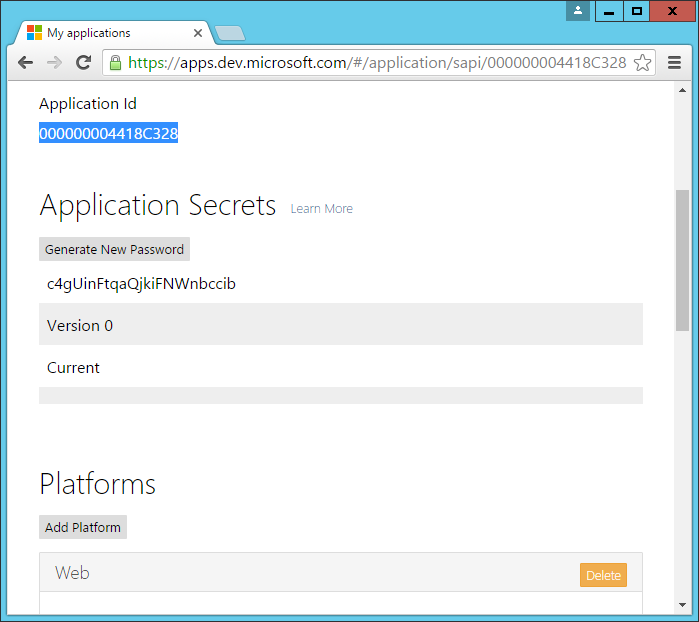 My applications
https://apps.dev.microsoft.com/#/application/sapi/000000004418C328
Application Id
000000004418C328
Application Secrets Learn More
Generate New Password
c4gUinFtqaQjkiFNWnbccib
Version 0
Current
Platforms
Add Platform
Web Delete